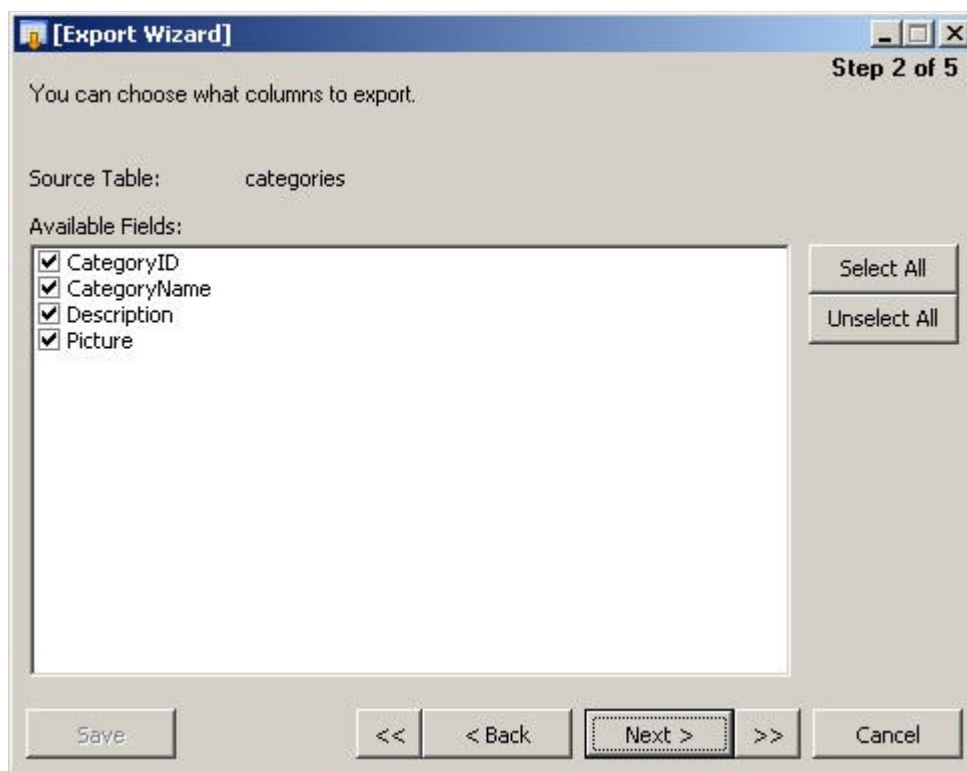 [Export Wizard]
Step 2 of 5
You can choose what columns to export.
Source Table: categories
Available Fields:
CategoryID
CategoryName
Description
Picture
Select All
Unselect All
Save
<<
< Back
Next >
>>
Cancel